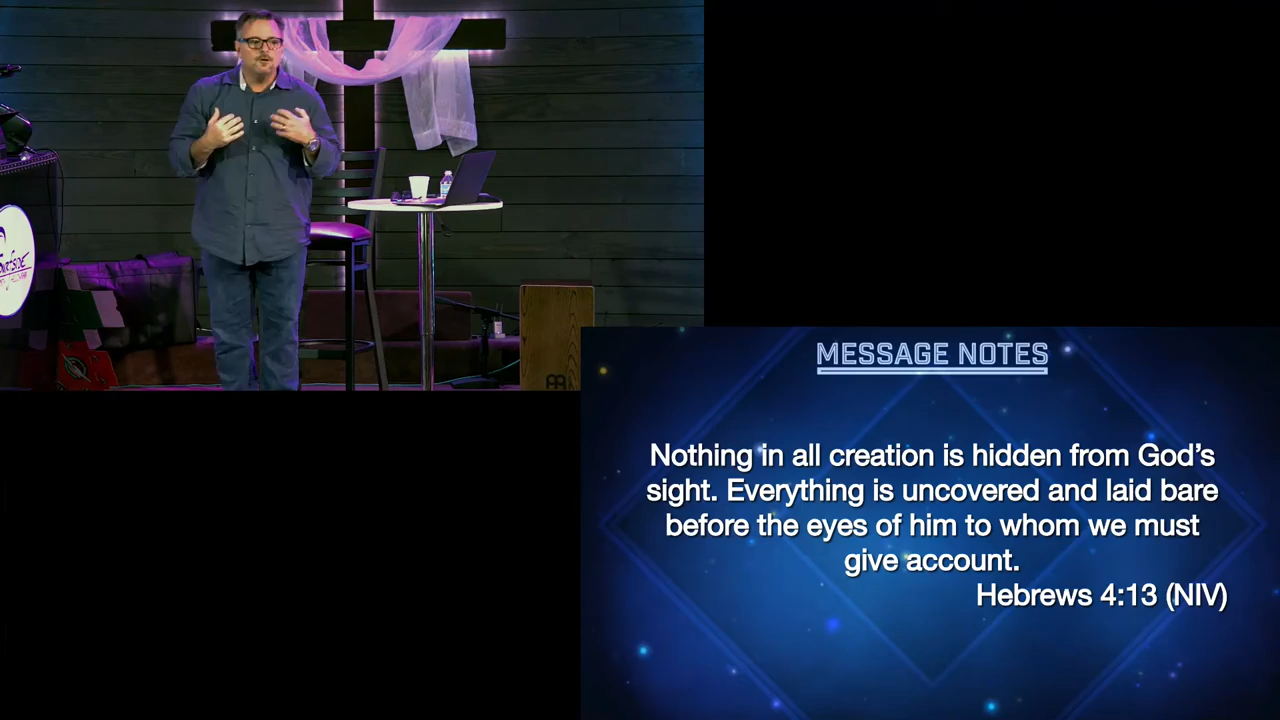 SURFSIDE
MESSAGE NOTES
Nothing in all creation is hidden from God's
sight. Everything is uncovered and laid bare
before the eyes of him to whom we must
give account.
Hebrews 4:13 (NIV)